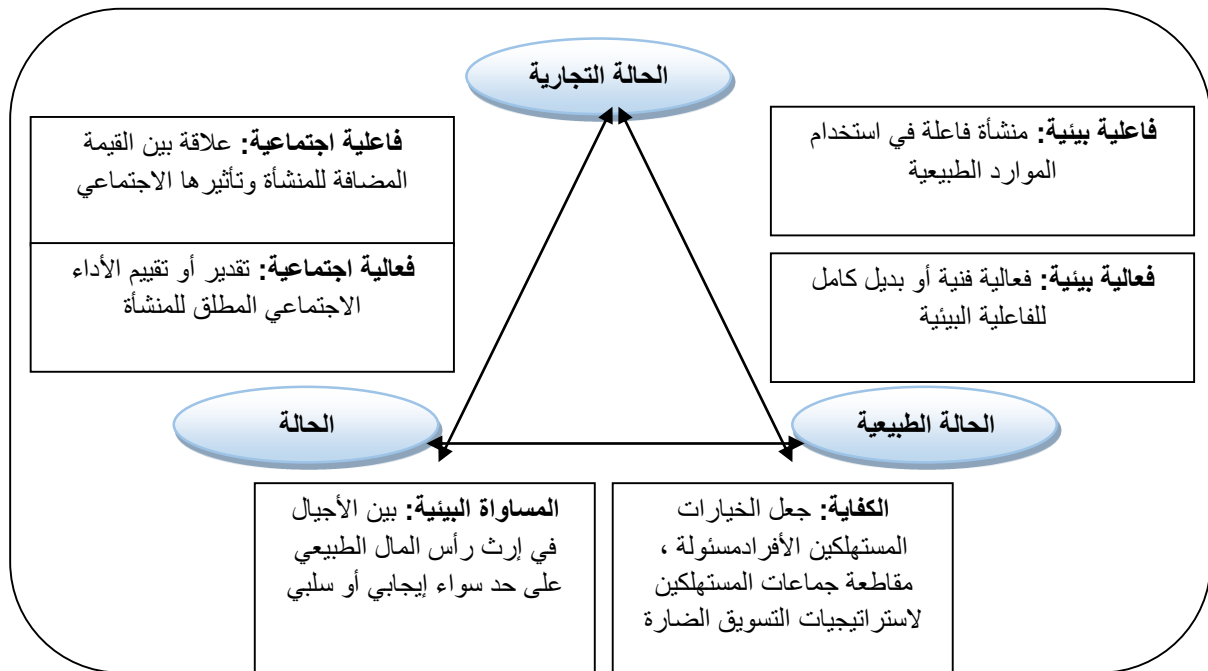 الحالة التجارية
فاعلية بيئية: منشأة فاعلة في استخدام
الموارد الطبيعية
فاعلية اجتماعية: علاقة بين القيمة
المضافة للمنشأة وتأثيرها الاجتماعي
فعالية بيئية: فعالية فنية أو بديل كامل
للفاعلية البيئية
فعالية اجتماعية: تقدير أو تقييم الأداء
الاجتماعي المطلق للمنشأة
الحالة الطبيعية
الحالة
الكفاية: جعل الخيارات
المستهلكين الأفرادمسئولة ،
مقاطعة جماعات المستهلكين
لاستراتيجيات التسويق الضارة
المساواة البيئية: بين الأجيال
في إرث رأس المال الطبيعي
على حد سواء إيجابي أو سلبي